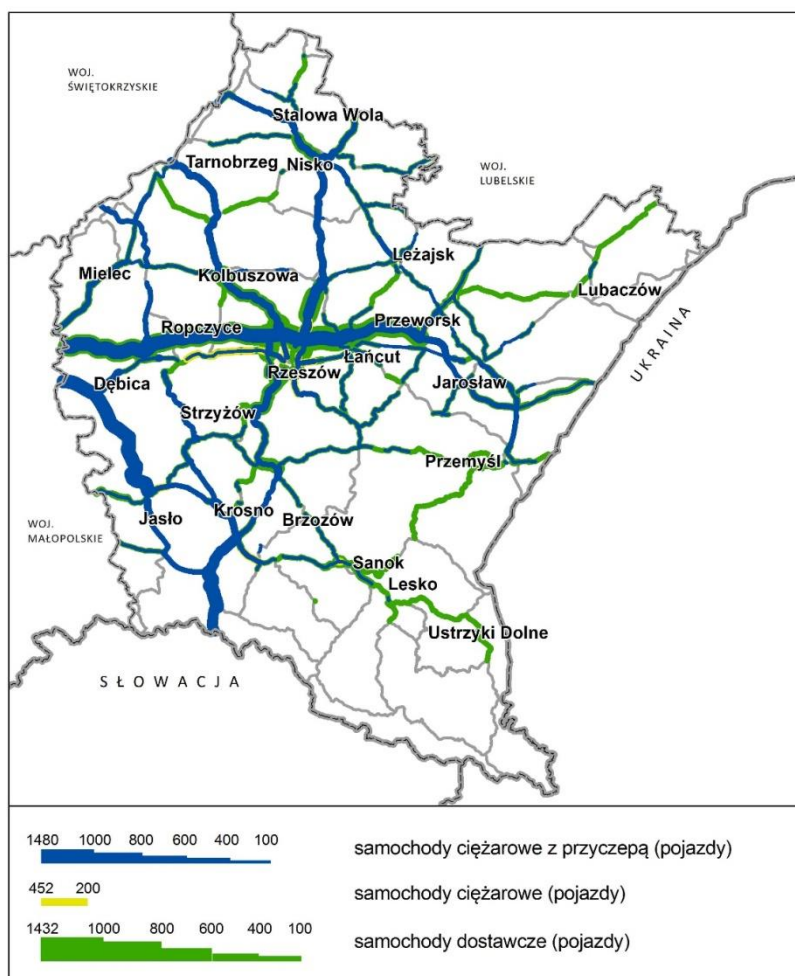 WOJ.
ŚWIĘTOKRZYSKIE
Stalowa Wola
Tarnobrzeg
Nisko
WOJ.
LUBELSKIE
Leżajsk
Mielec
Kolbuszowa
Lubaczów
Ropczyce
Przeworsk
Łańcut
Rzeszów
Dębica
Jarosław
UKRAINA
Strzyżów
Przemyśl
Krosno
Jasło
Brzozów
WOJ.
MAŁOPOLSKIE
Sanok
Lesko
Ustrzyki Dolne
SŁOWACJA
1480 1000 800 600 400 100
samochody ciężarowe z przyczepą (pojazdy)
452 200
samochody ciężarowe (pojazdy)
1432 1000 800 600 400 100
samochody dostawcze (pojazdy)